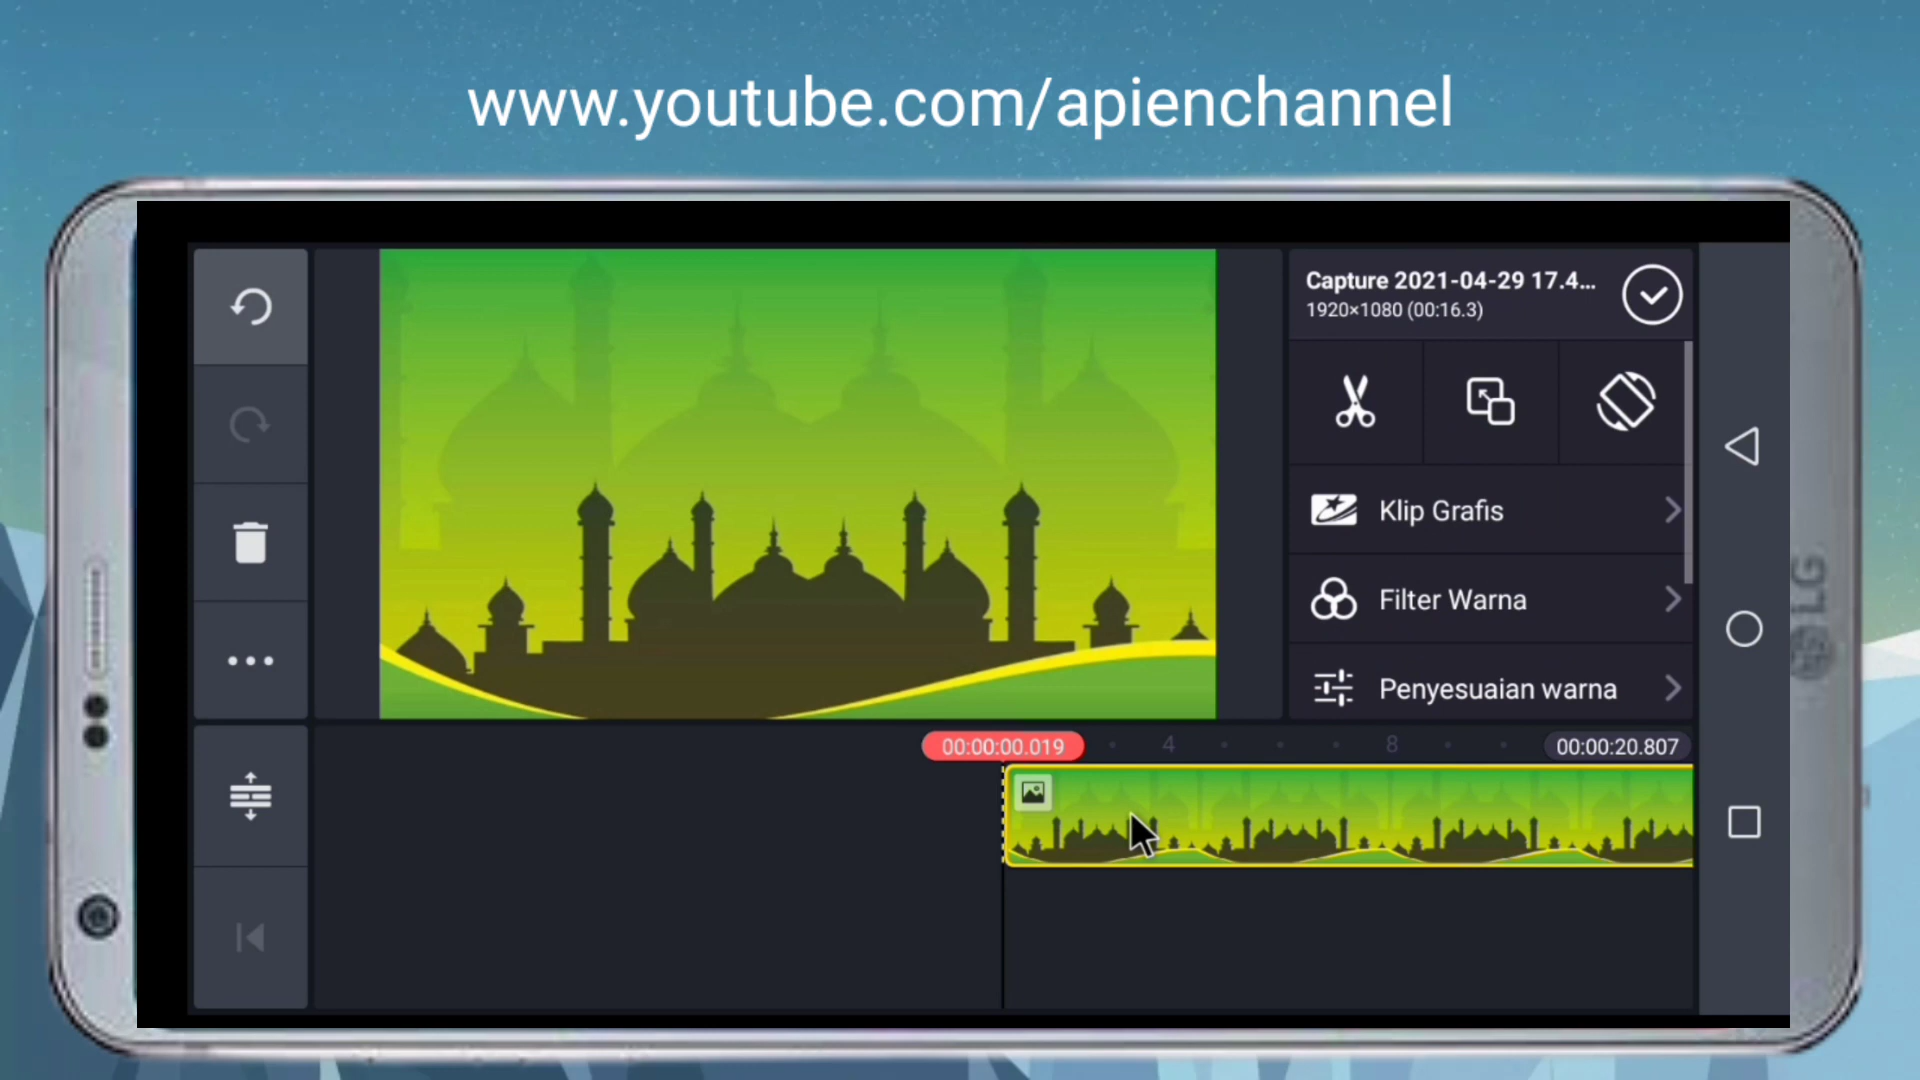 www.youtube.com/apienchannel
Capture 2021-04-29 17.4...
1920×1080 (00:16.3)
Klip Grafis
Filter Warna
Penyesuaian warna
00:00:00.019
4
8
00:00:20.807
LG